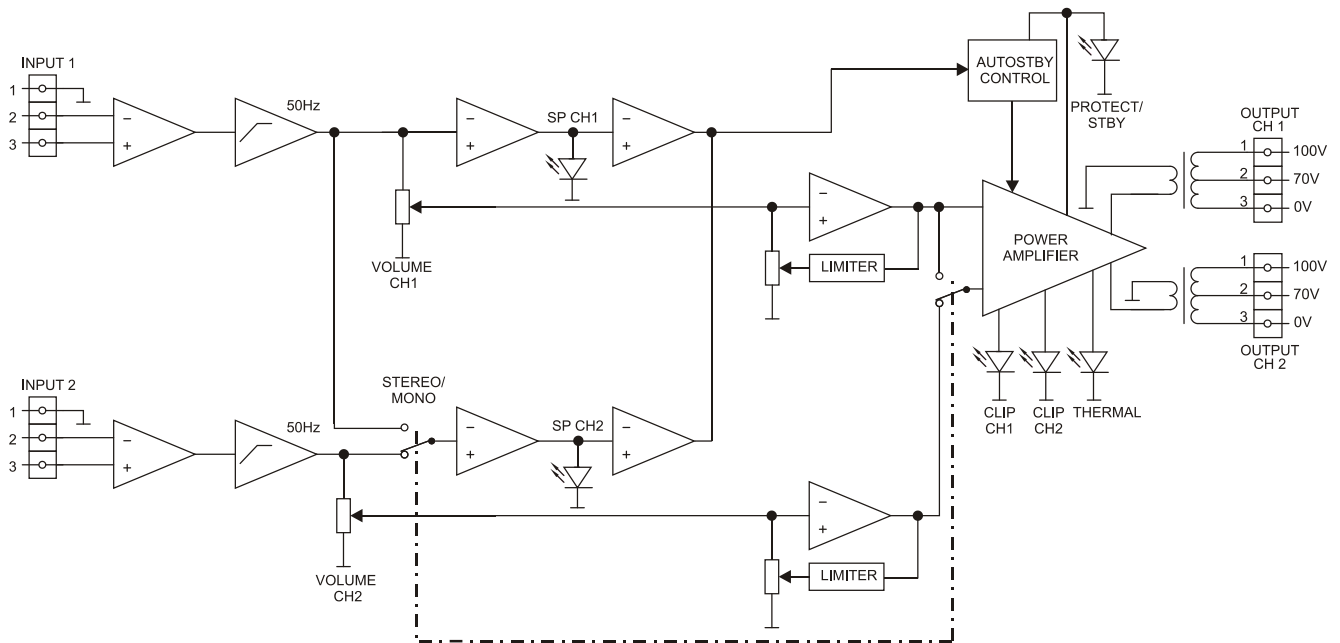 INPUT 1
1
2
3
−
+
50Hz
−
+
SP CH1
−
+
VOLUME
CH1
−
+
LIMITER
AUTOSTBY
CONTROL
PROTECT/
STBY
POWER
AMPLIFIER
OUTPUT
CH 1
1
100V
2
70V
3
0V
1
100V
2
70V
3
0V
OUTPUT
CH 2
CLIP
CH1
CLIP
CH2
THERMAL
INPUT 2
1
2
3
−
+
50Hz
STEREO/
MONO
−
+
SP CH2
−
+
VOLUME
CH2
−
+
LIMITER